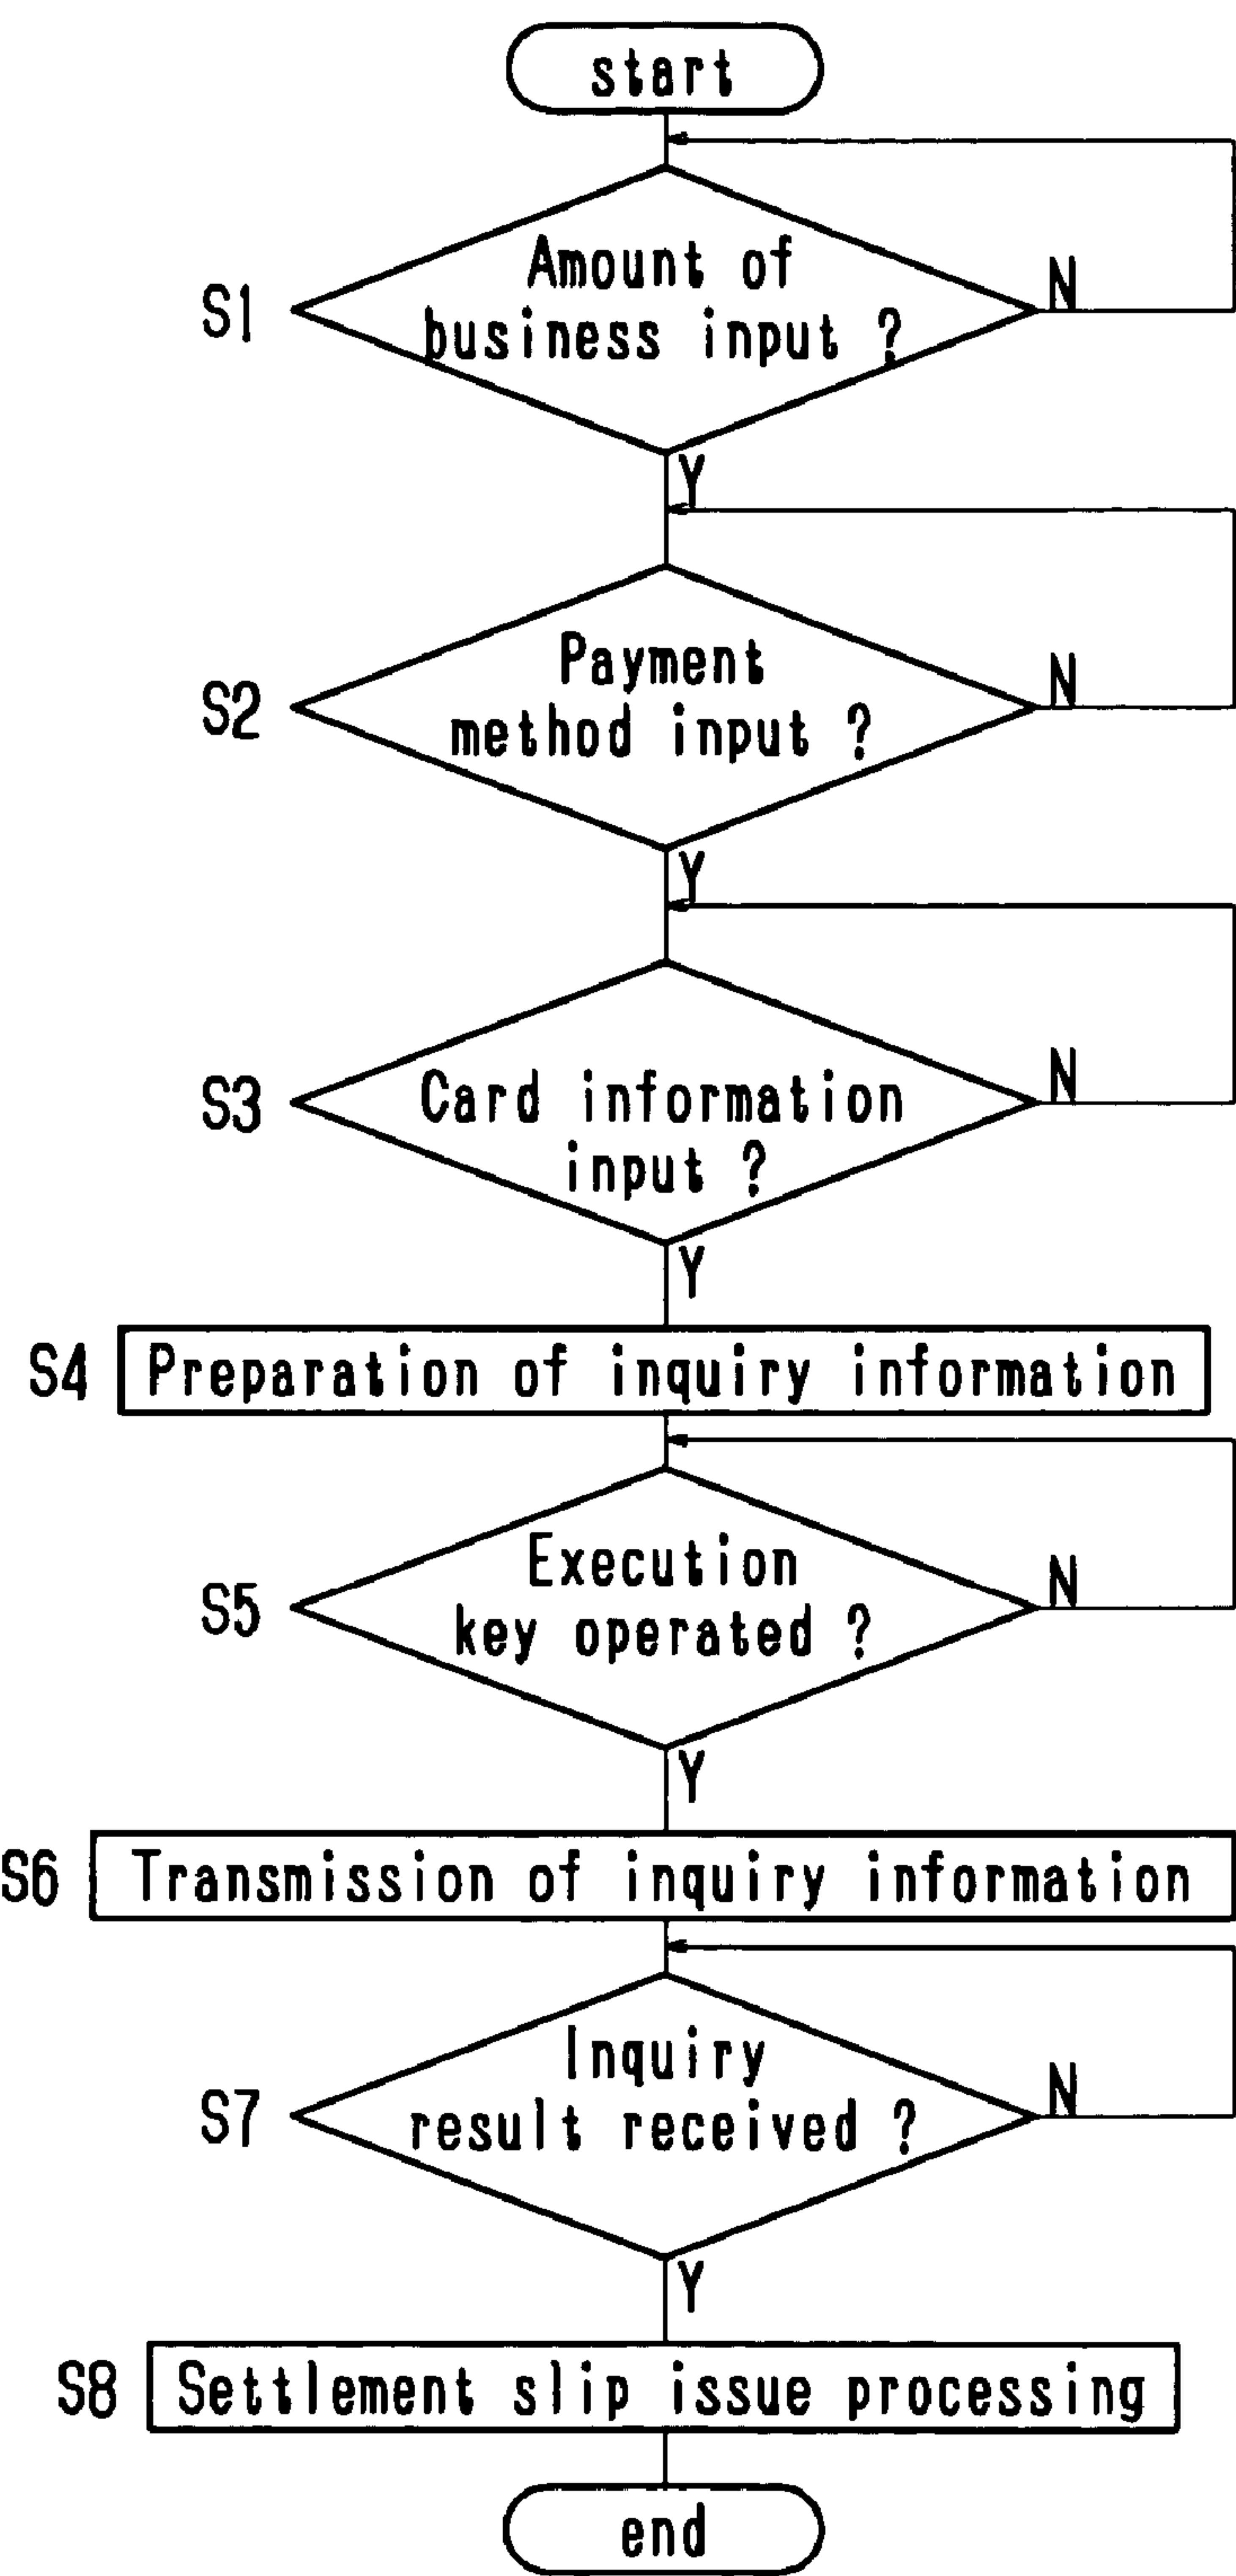 start
S1
Amount of
business input ?
N
Y
S2
Payment
method input ?
N
Y
S3
Card information
input ?
N
Y
S4
Preparation of inquiry information
S5
Execution
key operated ?
N
Y
S6
Transmission of inquiry information
S7
Inquiry
result received ?
N
Y
S8
Settlement slip issue processing
end